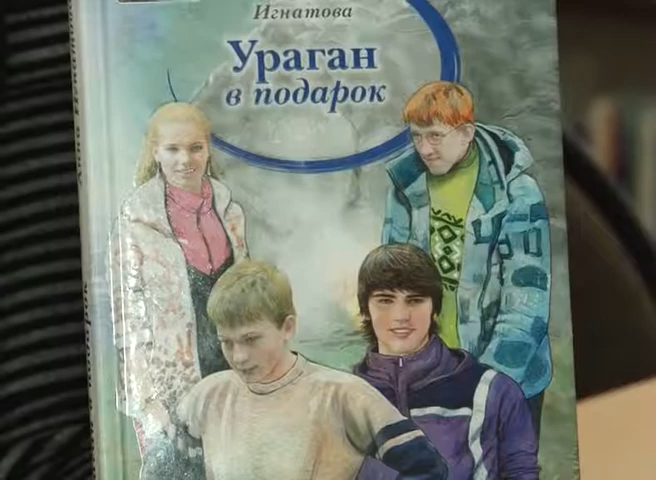 Игнатова
Ураган
в подарок